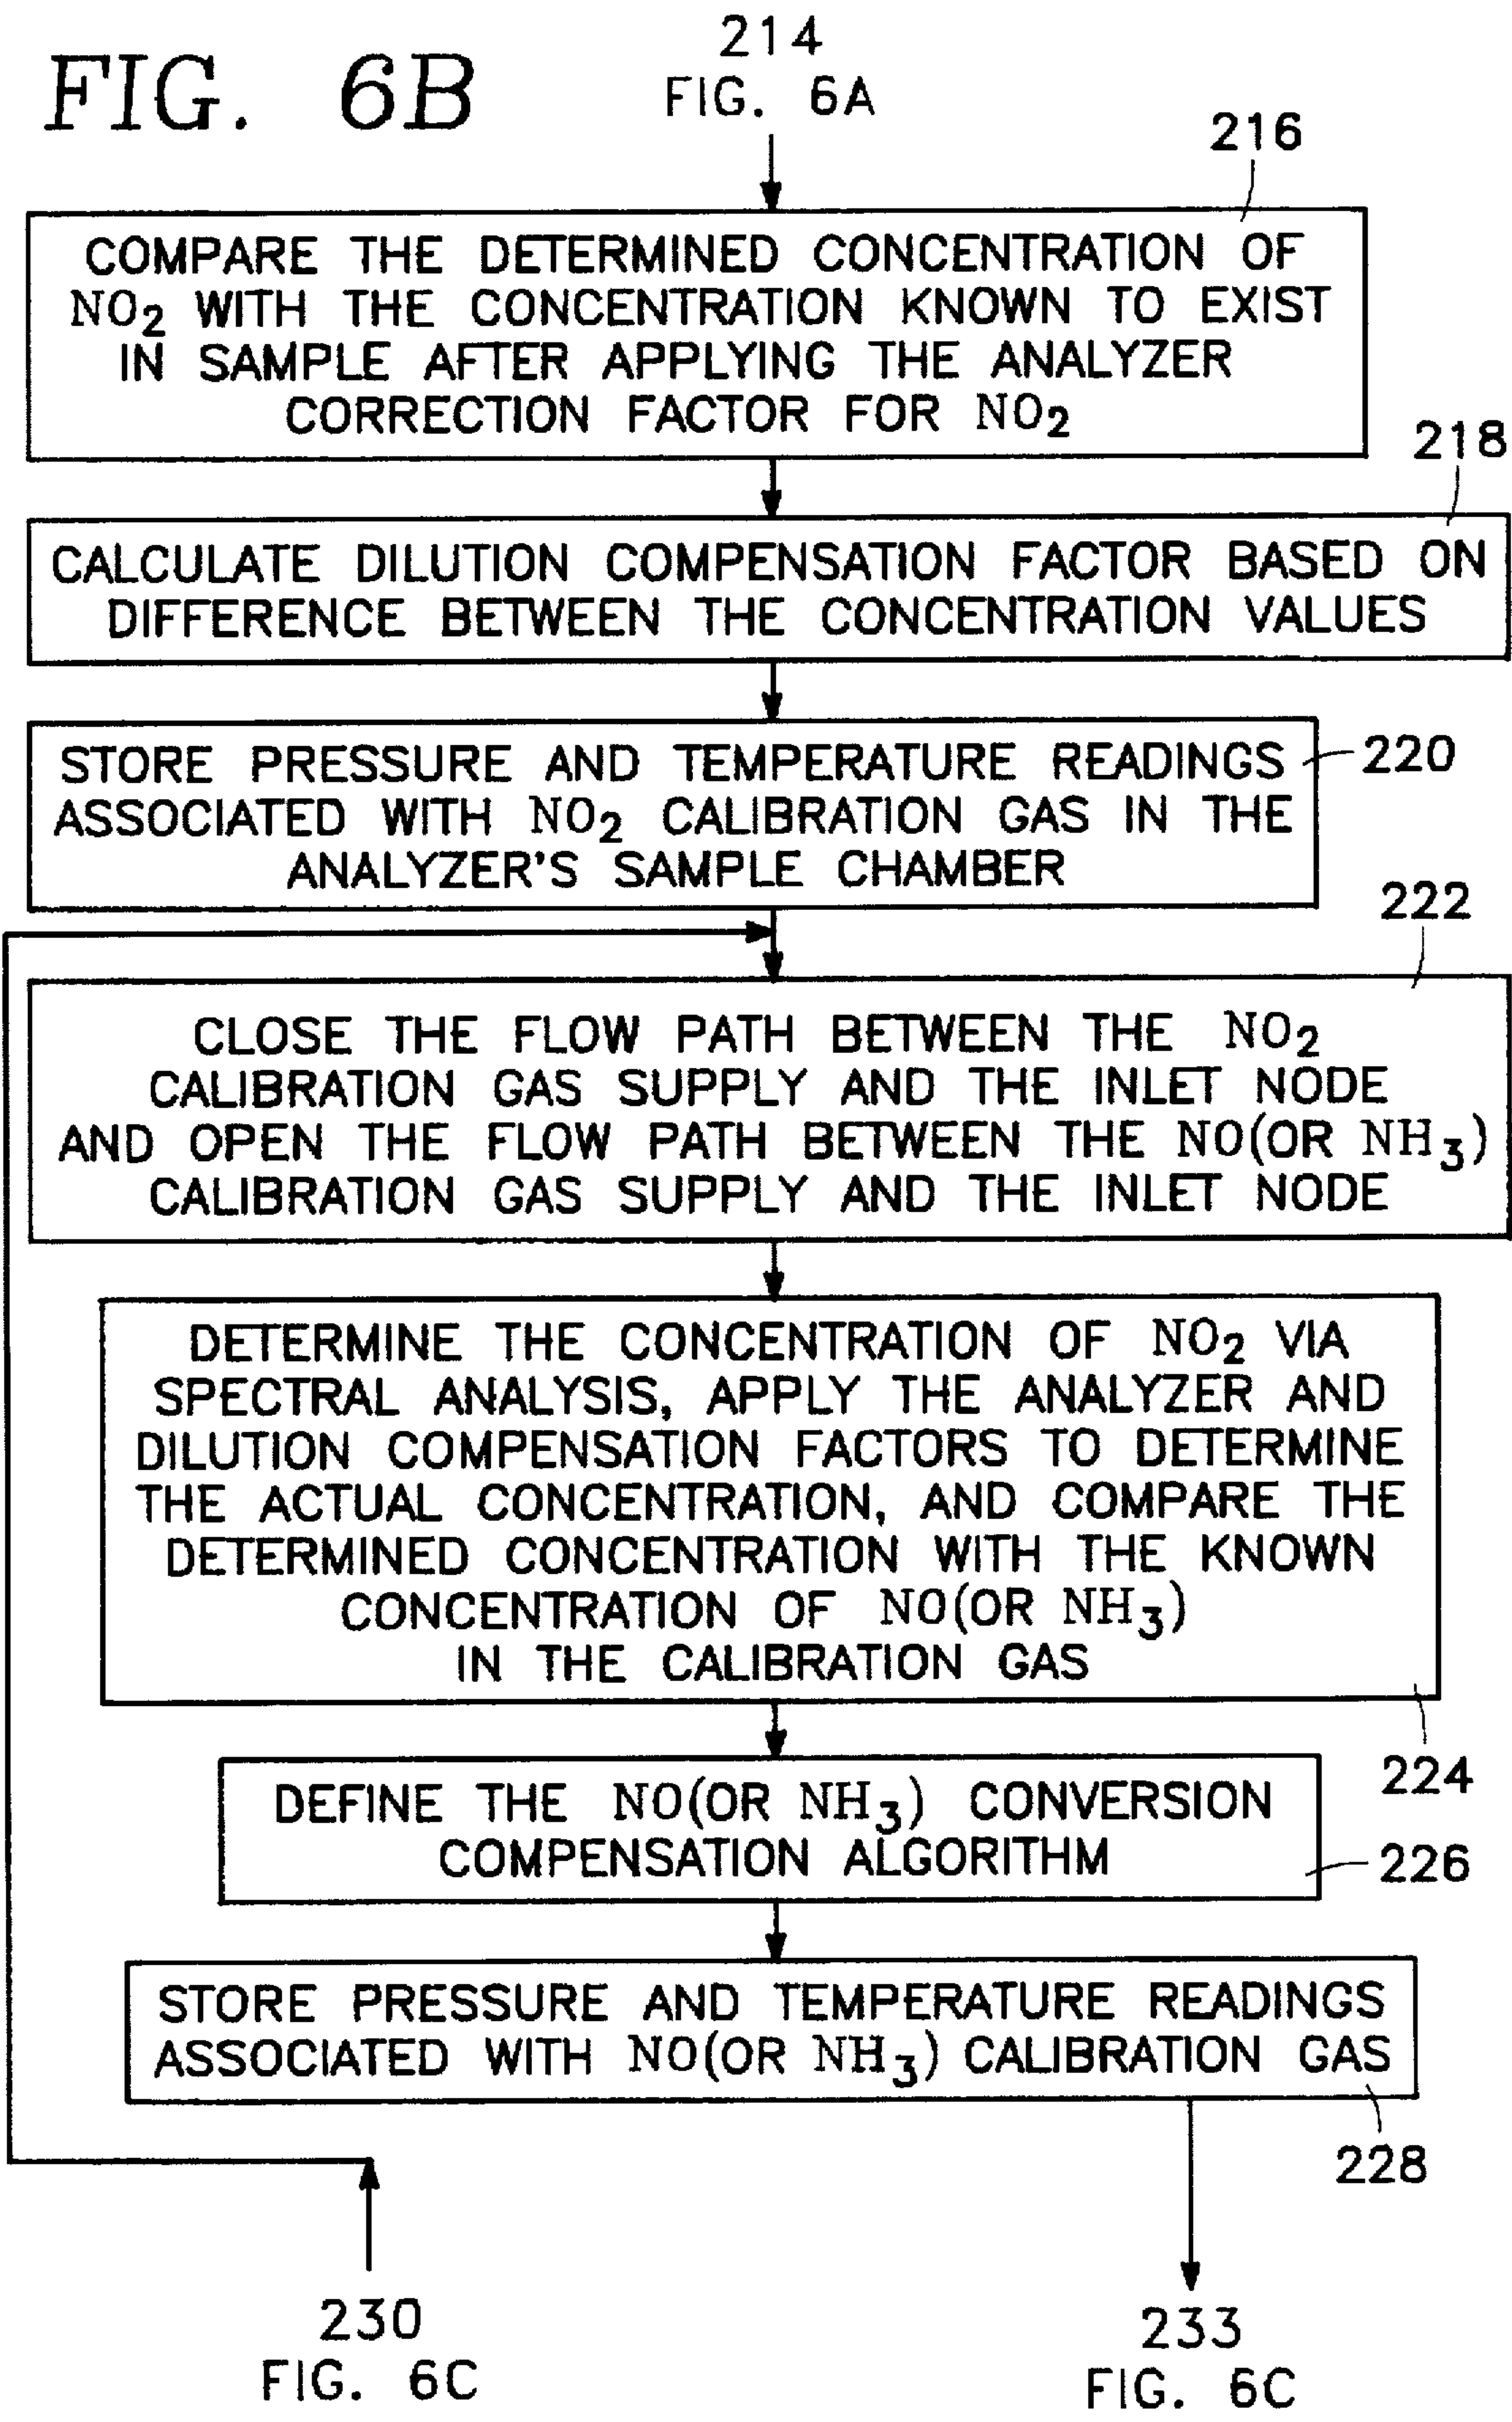 FIG. 6B
214
FIG. 6A
216
COMPARE THE DETERMINED CONCENTRATION OF
NO2 WITH THE CONCENTRATION KNOWN TO EXIST
IN SAMPLE AFTER APPLYING THE ANALYZER
CORRECTION FACTOR FOR NO2
218
CALCULATE DILUTION COMPENSATION FACTOR BASED ON
DIFFERENCE BETWEEN THE CONCENTRATION VALUES
STORE PRESSURE AND TEMPERATURE READINGS
ASSOCIATED WITH NO2 CALIBRATION GAS IN THE
ANALYZER'S SAMPLE CHAMBER
220
222
CLOSE THE FLOW PATH BETWEEN THE NO2
CALIBRATION GAS SUPPLY AND THE INLET NODE
AND OPEN THE FLOW PATH BETWEEN THE NO(OR NH3)
CALIBRATION GAS SUPPLY AND THE INLET NODE
DETERMINE THE CONCENTRATION OF NO2 VIA
SPECTRAL ANALYSIS, APPLY THE ANALYZER AND
DILUTION COMPENSATION FACTORS TO DETERMINE
THE ACTUAL CONCENTRATION, AND COMPARE THE
DETERMINED CONCENTRATION WITH THE KNOWN
CONCENTRATION OF NO(OR NH3)
IN THE CALIBRATION GAS
224
DEFINE THE NO(OR NH3) CONVERSION
COMPENSATION ALGORITHM
226
STORE PRESSURE AND TEMPERATURE READINGS
ASSOCIATED WITH NO(OR NH3) CALIBRATION GAS
228
230
FIG. 6C
233
FIG. 6C